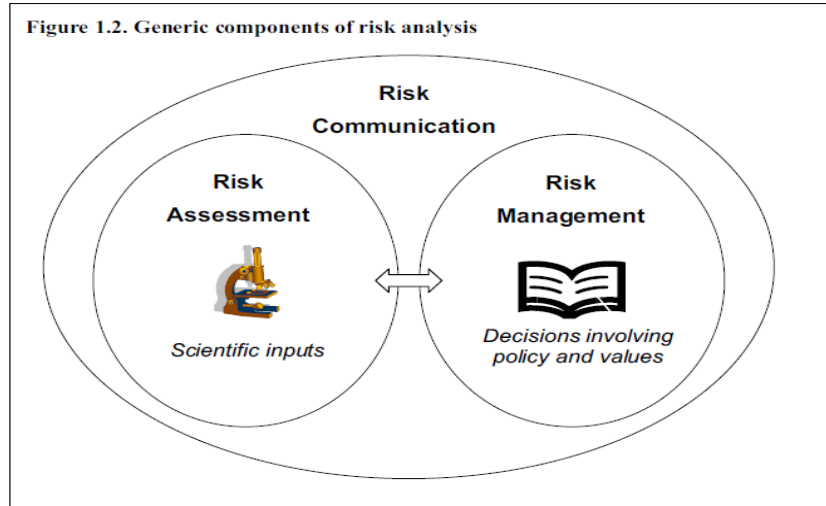 Figure 1.2. Generic components of risk analysis
Risk
Communication
Risk
Assessment
Scientific inputs
Risk
Management
Decisions involving
policy and values